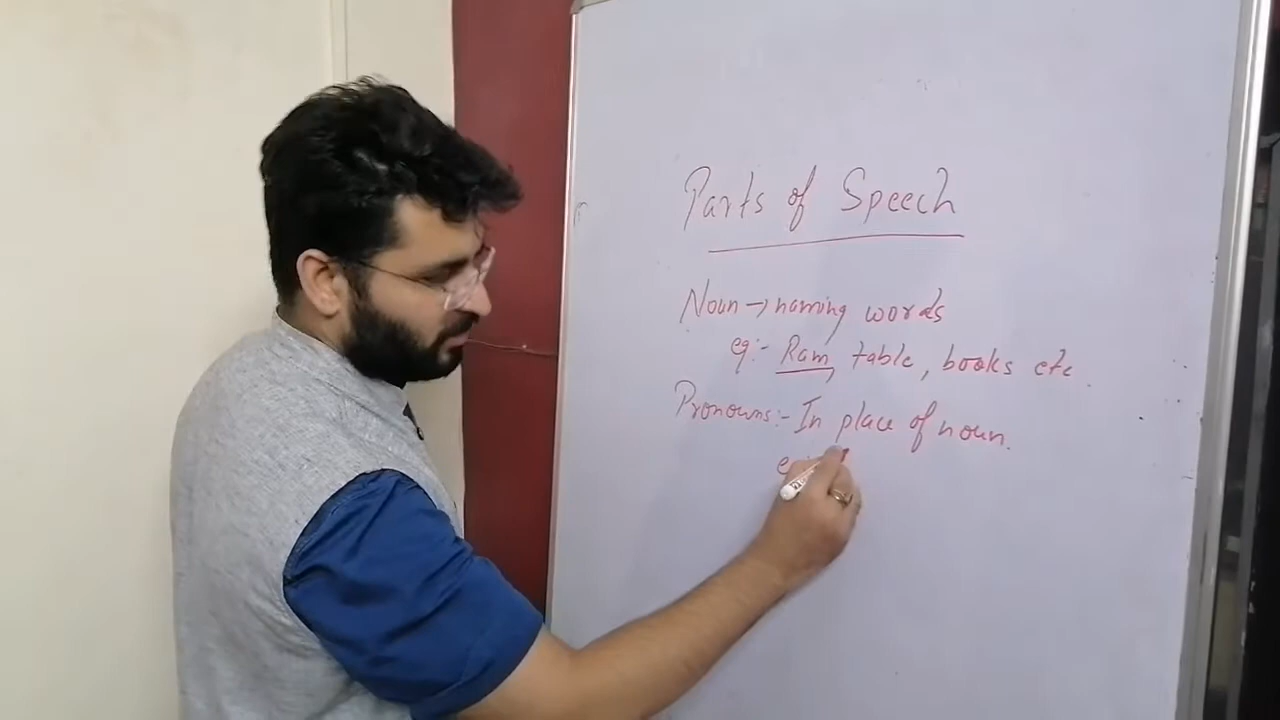 Parts of Speech
Noun → naming words
eg:- Ram, table, books etc.
Pronouns:- In place of noun.